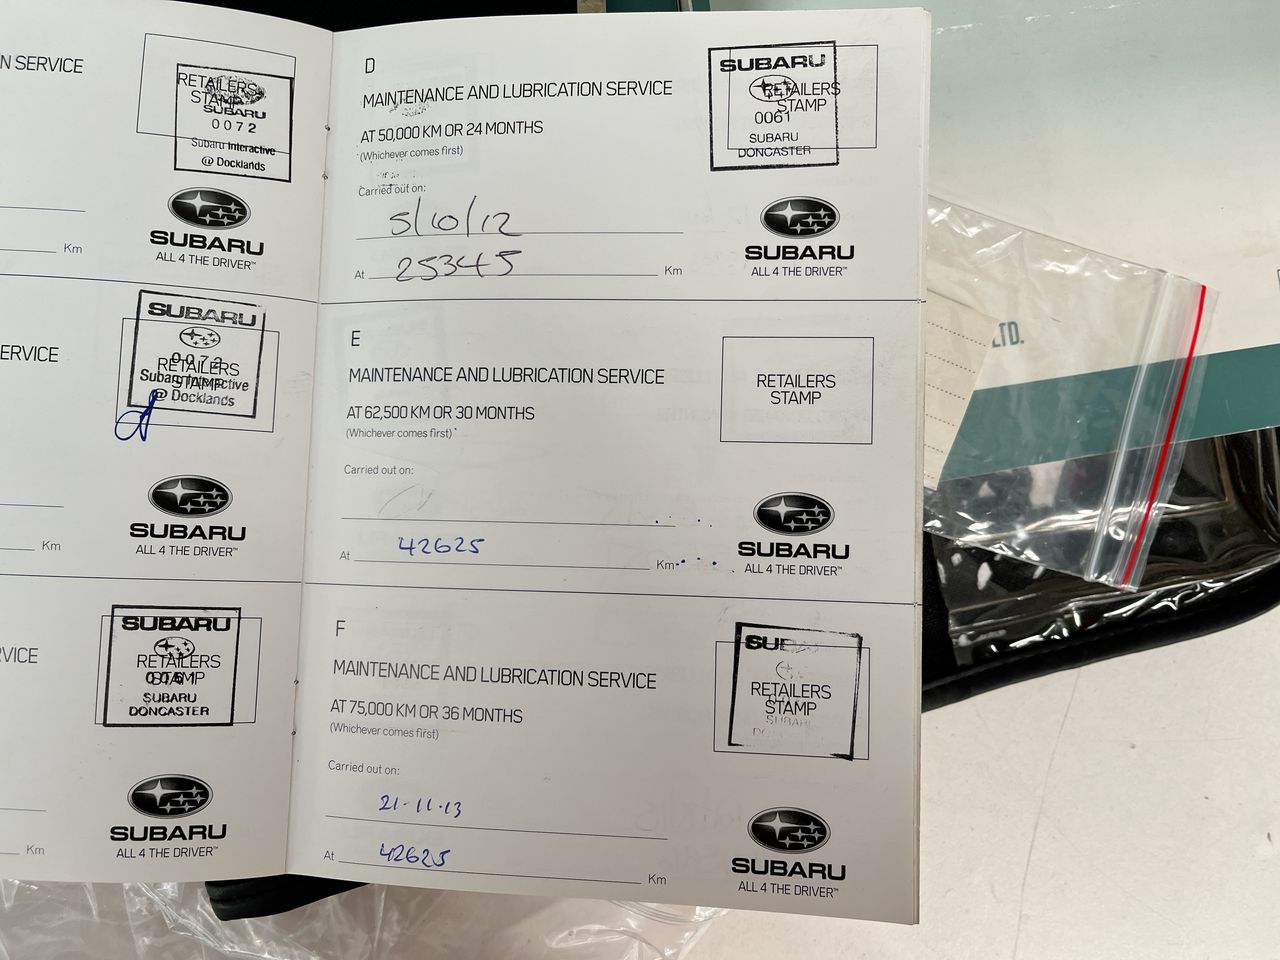 N SERVICE
RETAILERS
STAMP
SUBARU
0072
Subaru Interactive
@ Docklands
SUBARU
ALL 4 THE DRIVER™
Km
ERVICE
SUBARU
0072
RETAILERS
STAMP
Subaru Interactive
@ Docklands
SUBARU
ALL 4 THE DRIVER™
Km
VICE
SUBARU
RETAILERS
STAMP
0061
SUBARU
DONCASTER
SUBARU
ALL 4 THE DRIVER™
Km
D
MAINTENANCE AND LUBRICATION SERVICE
AT 50,000 KM OR 24 MONTHS
(Whichever comes first)
Carried out on:
5/10/12
At 25345 Km
SUBARU
RETAILERS
STAMP
0061
SUBARU
DONCASTER
SUBARU
ALL 4 THE DRIVER™
E
MAINTENANCE AND LUBRICATION SERVICE
AT 62,500 KM OR 30 MONTHS
(Whichever comes first)
Carried out on:
At 42625 Km
RETAILERS
STAMP
SUBARU
ALL 4 THE DRIVER™
F
MAINTENANCE AND LUBRICATION SERVICE
AT 75,000 KM OR 36 MONTHS
(Whichever comes first)
Carried out on:
21-11-13
At 42625 Km
RETAILERS
STAMP
SUBARU
ALL 4 THE DRIVER™
LTD.